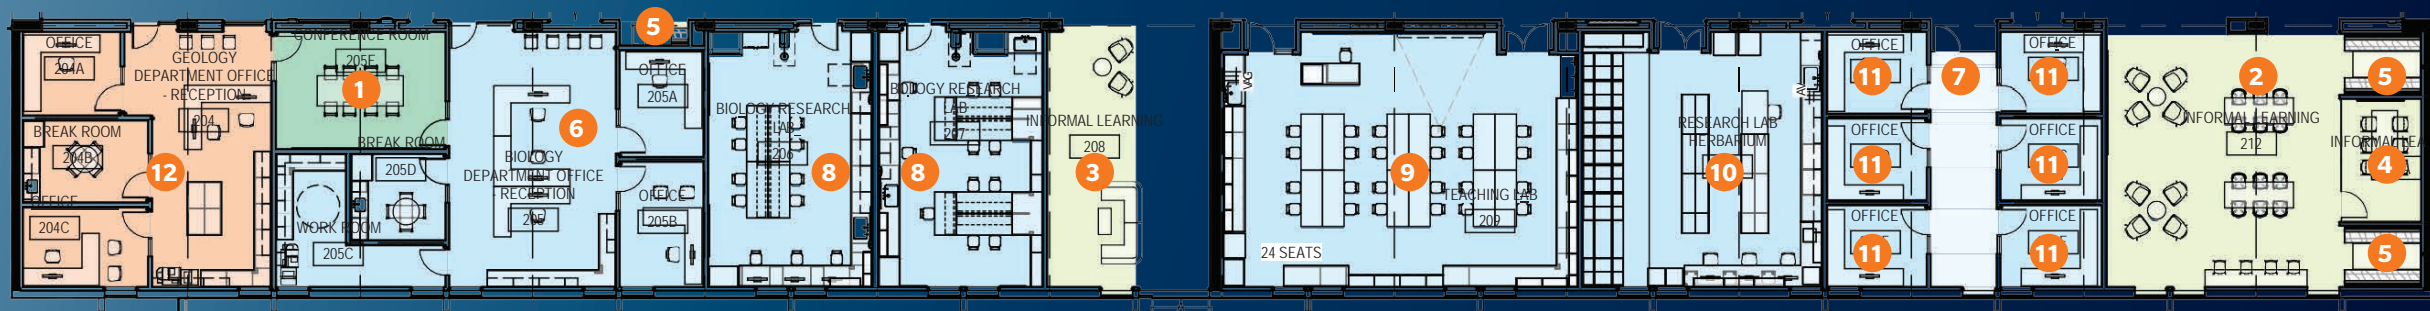 OFFICE
204A
BREAK ROOM
204B
OFFICE
204C
12
GEOLOGY
DEPARTMENT OFFICE
- RECEPTION
204
CONFERENCE ROOM
205E
1
BREAK ROOM
205D
WORK ROOM
205C
6
BIOLOGY
DEPARTMENT OFFICE
- RECEPTION
205
5
OFFICE
205A
OFFICE
205B
BIOLOGY RESEARCH
LAB
206
8
BIOLOGY RESEARCH
LAB
207
8
INFORMAL LEARNING
208
3
9
TEACHING LAB
209
24 SEATS
RESEARCH LAB
HERBARIUM
10
AV
OFFICE
11
OFFICE
11
OFFICE
11
7
OFFICE
11
OFFICE
11
OFFICE
11
2
INFORMAL LEARNING
212
5
INFORMAL LEA
4
5